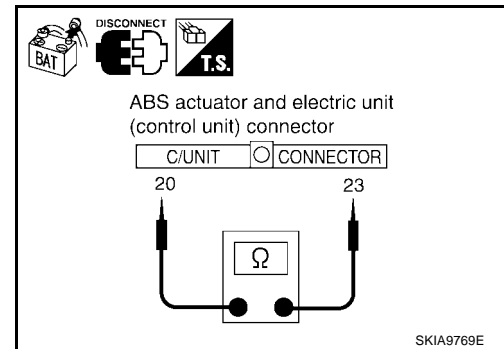 DISCONNECT
BAT
T.S.
ABS actuator and electric unit
(control unit) connector
C/UNIT CONNECTOR
20 23
Ω
SKIA9769E